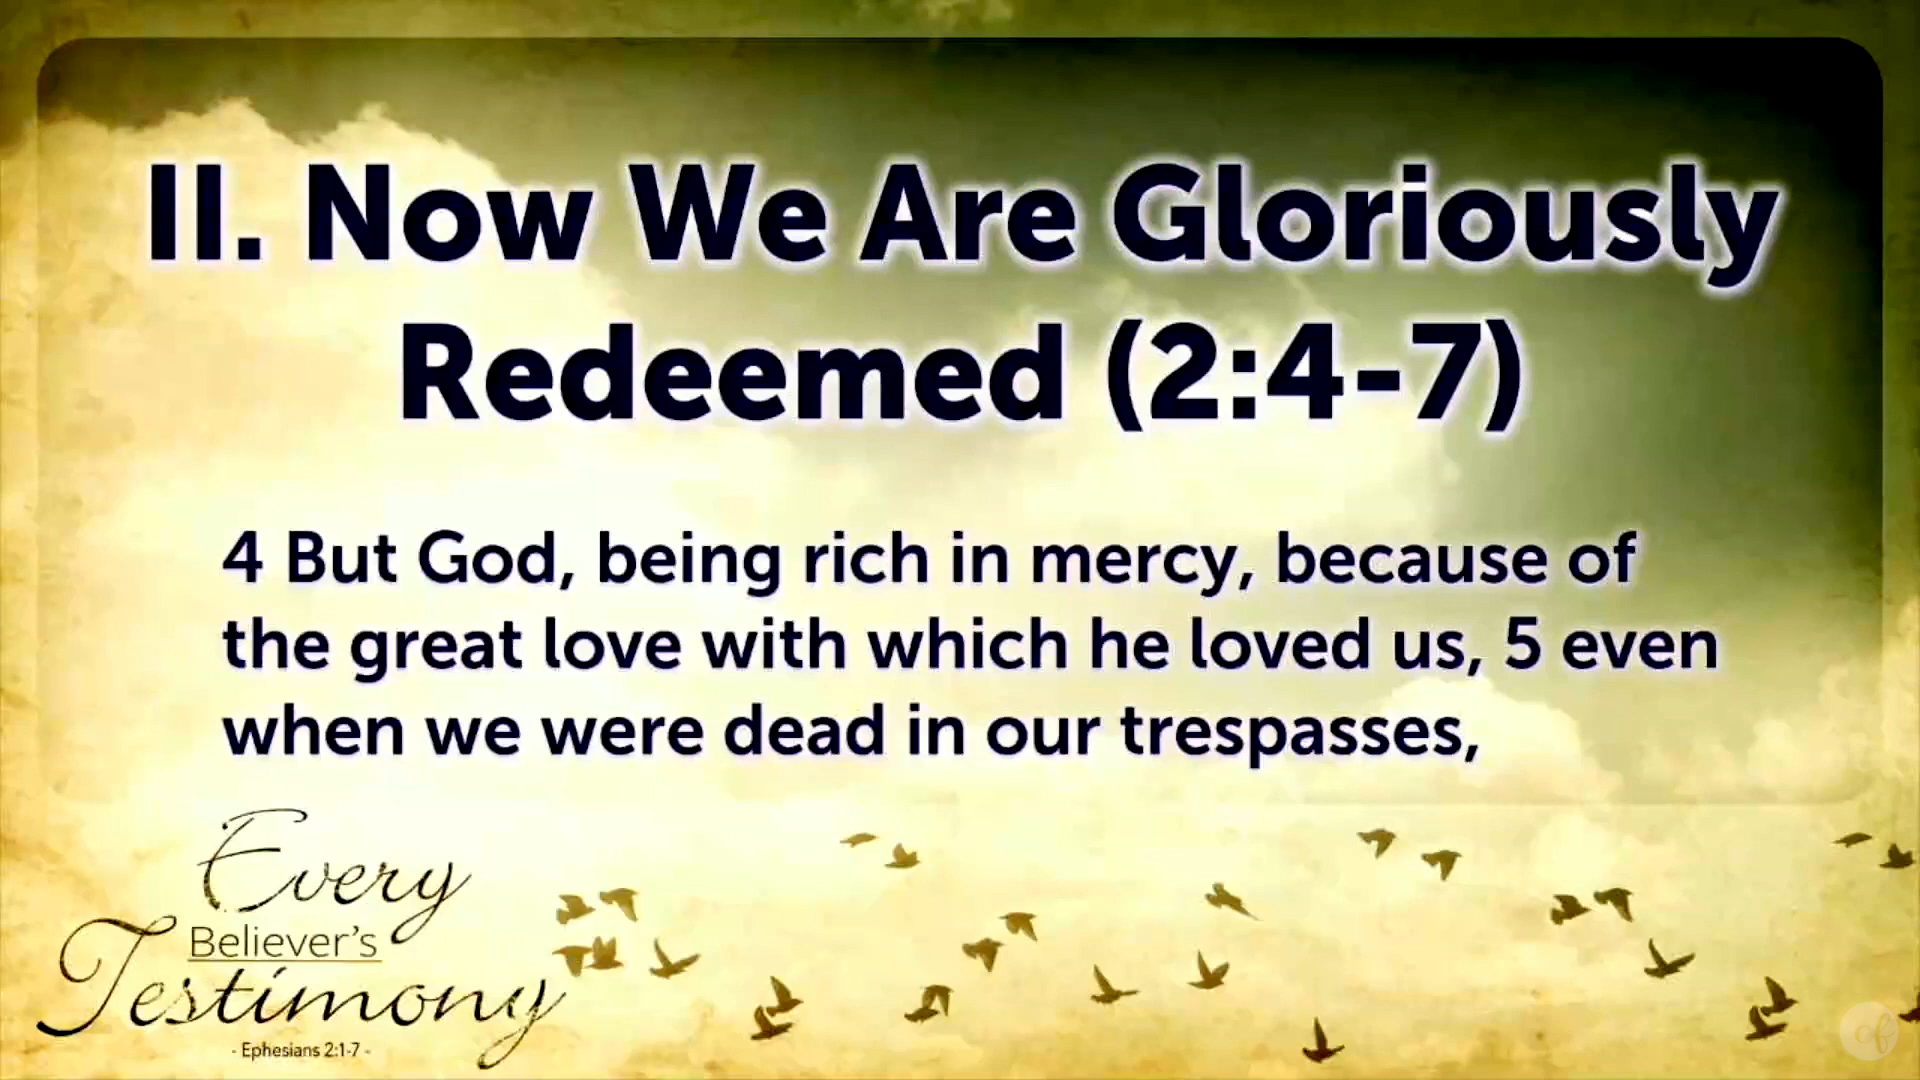 II. Now We Are Gloriously
Redeemed (2:4-7)
4 But God, being rich in mercy, because of
the great love with which he loved us, 5 even
when we were dead in our trespasses,
Every
Believer's
Testimony
- Ephesians 2:1-7 -
of